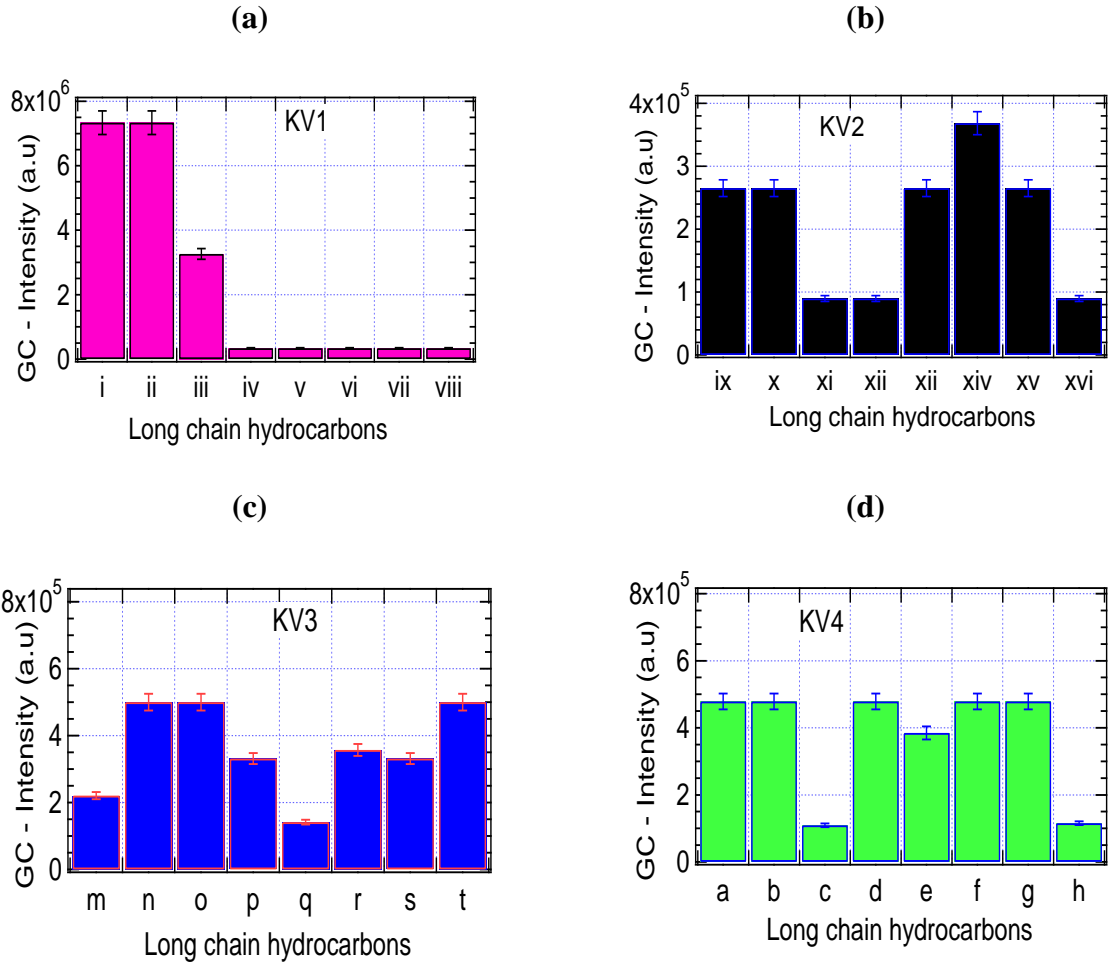 (a)
8x10^6
KV1
6
4
2
0
GC - Intensity (a.u)
i ii iii iv v vi vii viii
Long chain hydrocarbons
(b)
4x10^5
KV2
3
2
1
0
GC - Intensity (a.u)
ix x xi xii xii xiv xv xvi
Long chain hydrocarbons
(c)
8x10^5
KV3
6
4
2
0
GC - Intensity (a.u)
m n o p q r s t
Long chain hydrocarbons
(d)
8x10^5
KV4
6
4
2
0
GC - Intensity (a.u)
a b c d e f g h
Long chain hydrocarbons